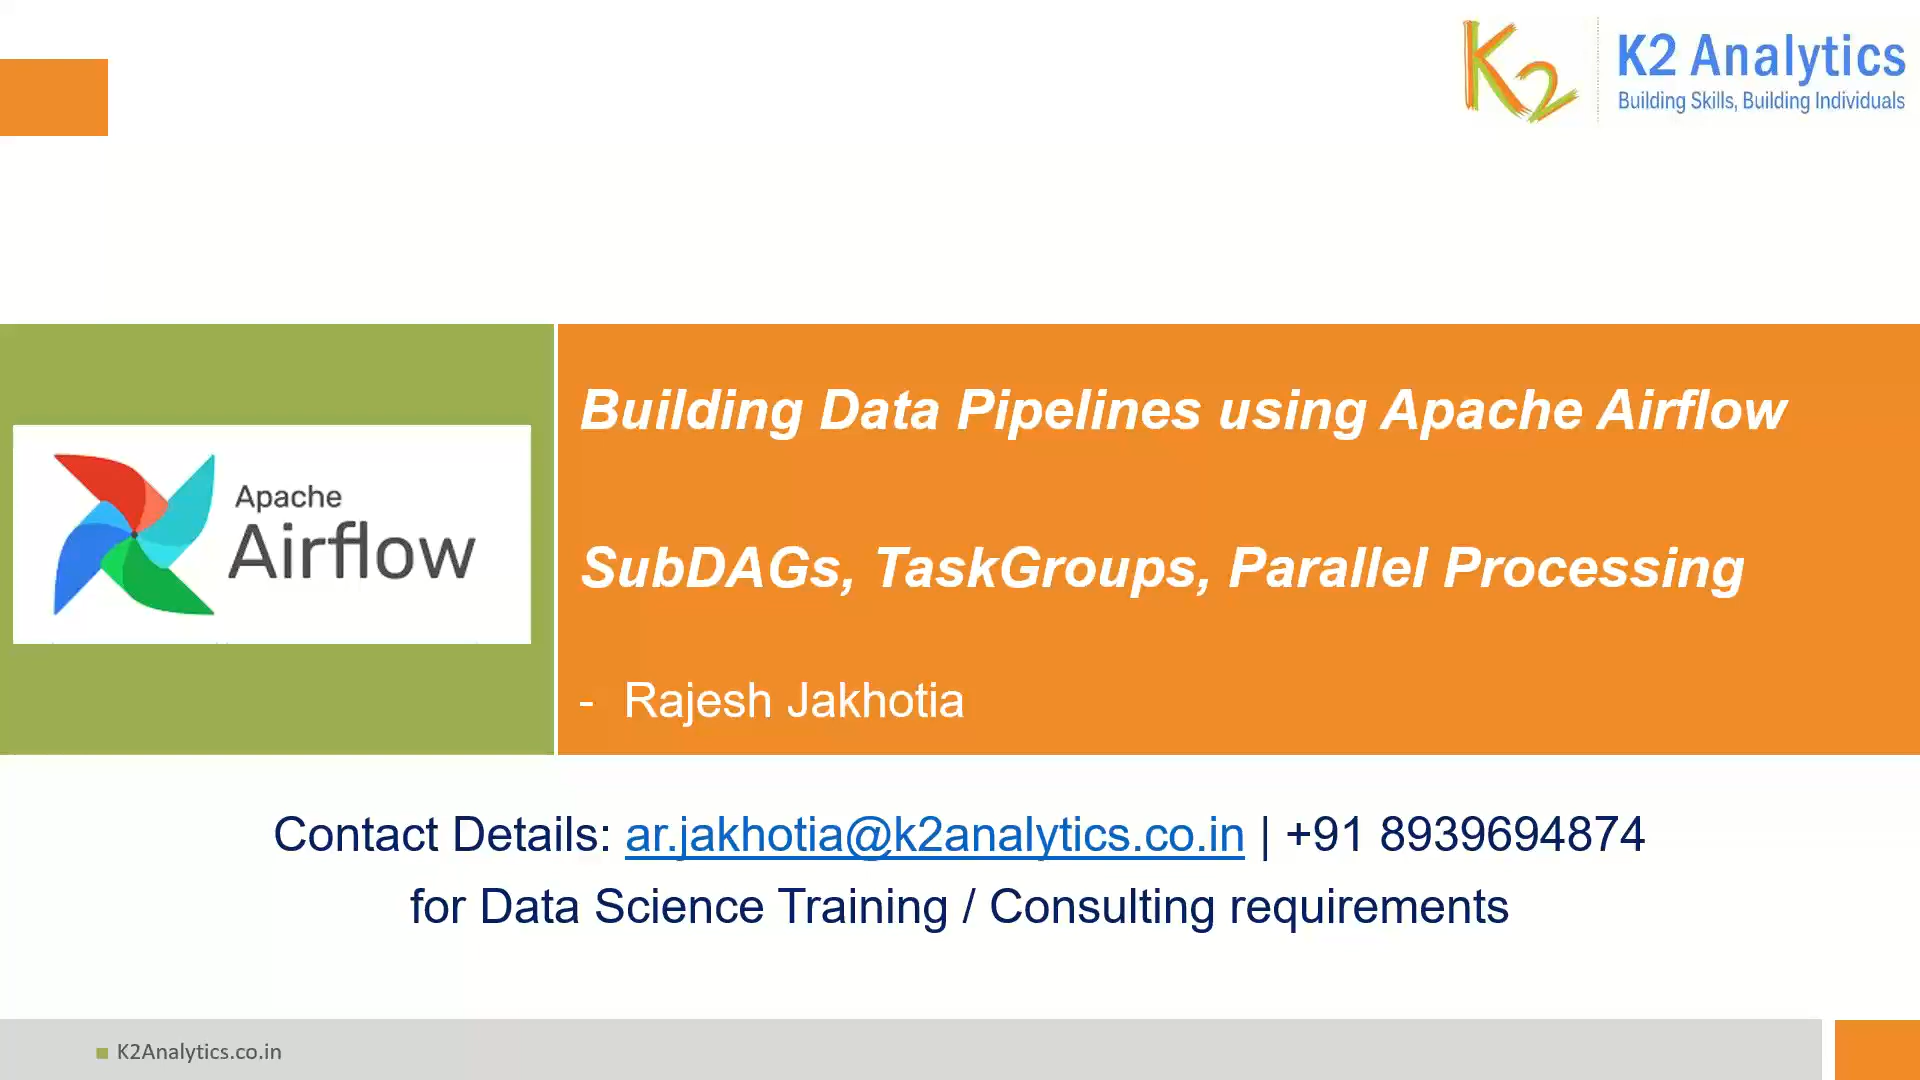 K2
K2 Analytics
Building Skills, Building Individuals
Building Data Pipelines using Apache Airflow
Apache
Airflow
SubDAGs, TaskGroups, Parallel Processing
- Rajesh Jakhotia
Contact Details: ar.jakhotia@k2analytics.co.in | +91 8939694874
for Data Science Training / Consulting requirements
K2Analytics.co.in